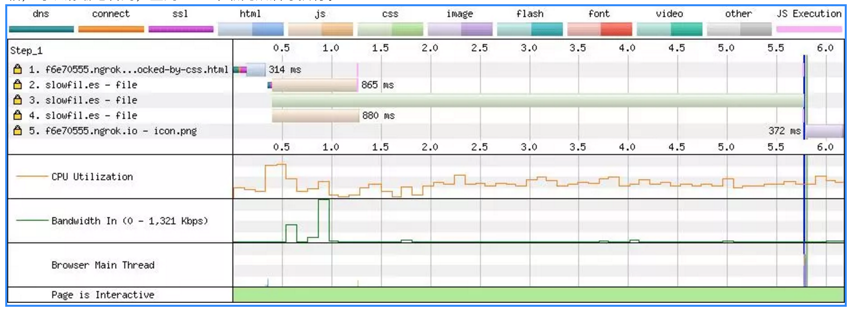 dns connect ssl html js css image flash font video other JS Execution
Step_1 0.5 1.0 1.5 2.0 2.5 3.0 3.5 4.0 4.5 5.0 5.5 6.0
1. f6e70555.ngrok...ocked-by-css.html 314 ms
2. slowfil.es - file 865 ms
3. slowfil.es - file
4. slowfil.es - file 880 ms
5. f6e70555.ngrok.io - icon.png 372 ms
0.5 1.0 1.5 2.0 2.5 3.0 3.5 4.0 4.5 5.0 5.5 6.0
CPU Utilization
Bandwidth In (0 - 1,321 Kbps)
Browser Main Thread
Page is Interactive